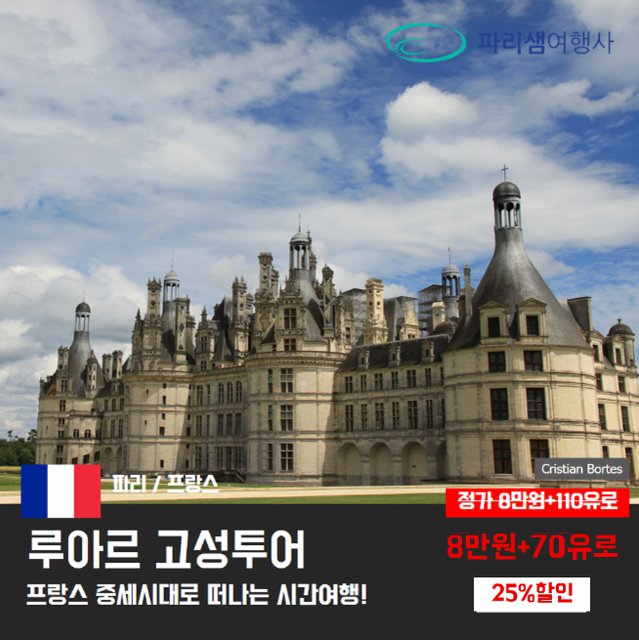 파리샘여행사
Cristian Bortes
파리 / 프랑스
정가 8만원+110유로
루아르 고성투어
8만원+70유로
프랑스 중세시대로 떠나는 시간여행!
25%할인